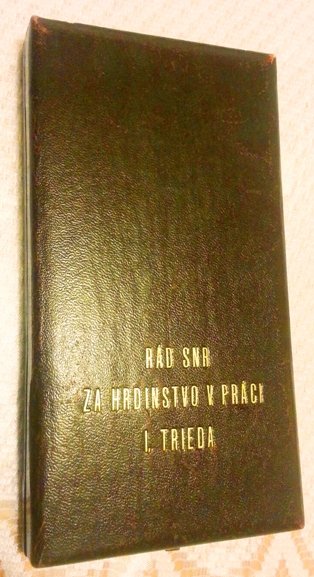 RÁD SNR
ZA HRDINSTVO V PRÁCI
I. TRIEDA